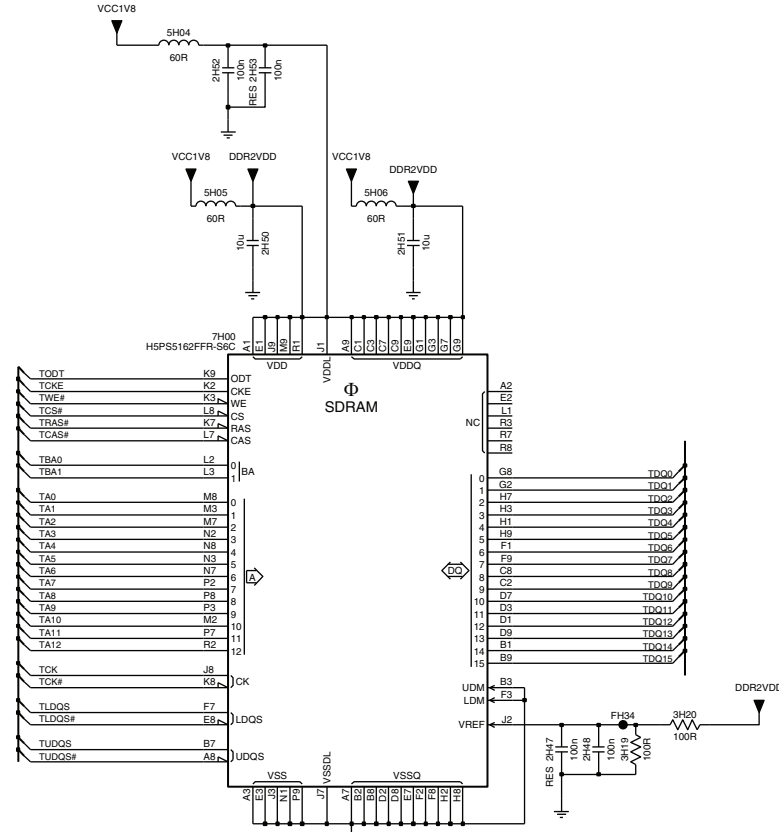 VCC1V8
5H04
60R
2H52
100n
RES 2H53
100n
VCC1V8
DDR2VDD
5H05
60R
10u
2H50
VCC1V8
DDR2VDD
5H06
60R
2H51
10u
7H00
H5PS5162FFR-S6C
A1
E1
J9
M9
R1
J1
A9
C1
C3
C7
C9
E9
G1
G3
G7
G9
VDD
VDDL
VDDQ
Φ
SDRAM
TODT K9 ODT
TCKE K2 CKE
TWE# K3 WE
TCS# L8 CS
TRAS# K7 RAS
TCAS# L7 CAS
TBA0 L2 0
TBA1 L3 1
BA
TA0 M8 0
TA1 M3 1
TA2 M7 2
TA3 N2 3
TA4 N8 4
TA5 N3 5
TA6 N7 6
TA7 P2 7
TA8 P8 8
TA9 P3 9
TA10 M2 10
TA11 P7 11
TA12 R2 12
A
TCK J8
TCK# K8
CK
TLDQS F7
TLDQS# E8
LDQS
TUDQS B7
TUDQS# A8
UDQS
NC
A2
E2
L1
R3
R7
R8
DQ
0 G8 TDQ0
1 G2 TDQ1
2 H7 TDQ2
3 H3 TDQ3
4 H1 TDQ4
5 H9 TDQ5
6 F1 TDQ6
7 F9 TDQ7
8 C8 TDQ8
9 C2 TDQ9
10 D7 TDQ10
11 D3 TDQ11
12 D1 TDQ12
13 D9 TDQ13
14 B1 TDQ14
15 B9 TDQ15
UDM B3
LDM F3
VREF J2
FH34
3H20
100R
DDR2VDD
RES 2H47
100n
2H48
100n
3H19
100R
VSS
VSSDL
VSSQ
A3
E3
J3
N1
P9
J7
A7
B2
B8
D2
D8
E7
F2
F8
H2
H8